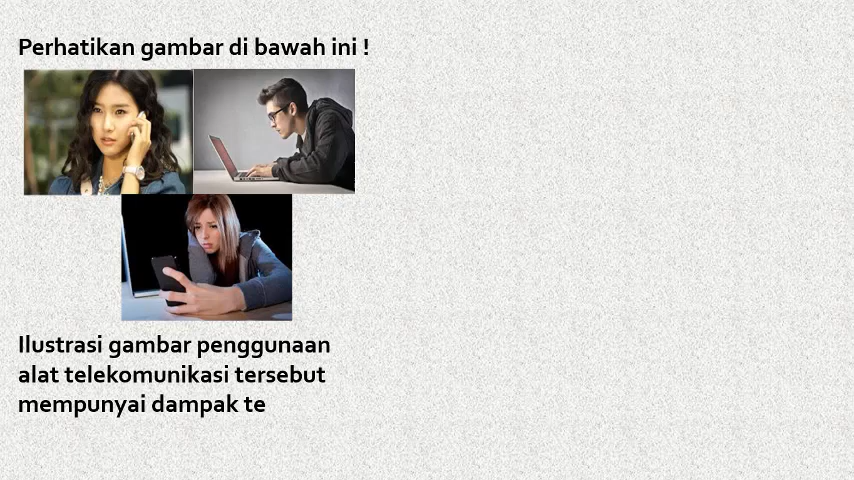 Perhatikan gambar di bawah ini !
Ilustrasi gambar penggunaan
alat telekomunikasi tersebut
mempunyai dampak te